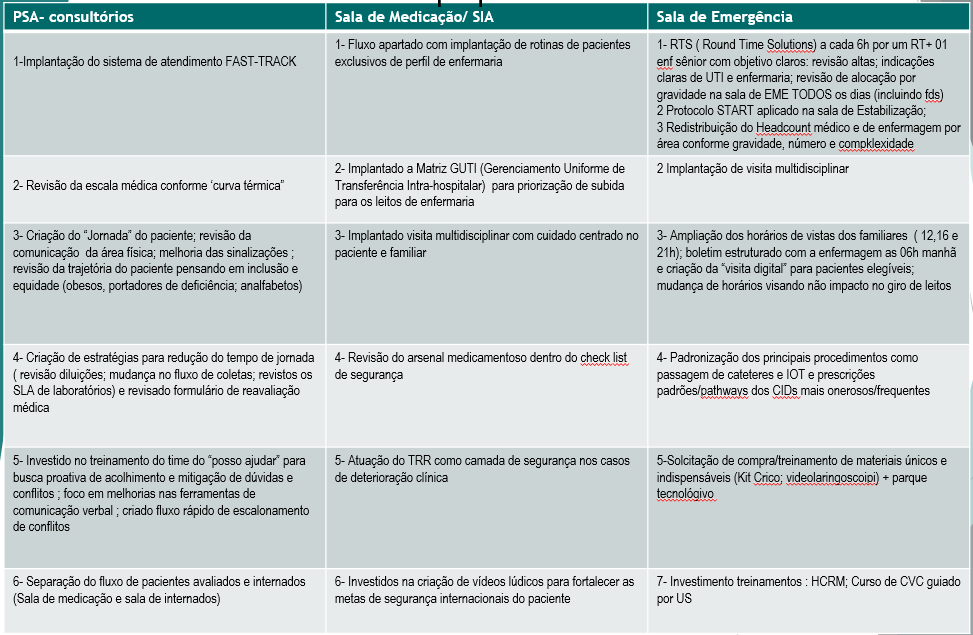 PSA- consultórios
Sala de Medicação/ SIA
Sala de Emergência
1-Implantação do sistema de atendimento FAST-TRACK
1- Fluxo apartado com implantação de rotinas de pacientes
exclusivos de perfil de enfermaria
1- RTS ( Round Time Solutions) a cada 6h por um RT+ 01
enf sênior com objetivo claros: revisão altas; indicações
claras de UTI e enfermaria; revisão de alocação por
gravidade na sala de EME TODOS os dias (incluindo fds)
2 Protocolo START aplicado na sala de Estabilização;
3 Redistribuição do Headcount médico e de enfermagem por
área conforme gravidade, número e compklexidade
2- Revisão da escala médica conforme ‘curva térmica”
2- Implantado a Matriz GUTI (Gerenciamento Uniforme de
Transferência Intra-hospitalar) para priorização de subida
para os leitos de enfermaria
2 Implantação de visita multidisciplinar
3- Criação do “Jornada” do paciente; revisão da
comunicação da área física; melhoria das sinalizações ;
revisão da trajetória do paciente pensando em inclusão e
equidade (obesos, portadores de deficiência; analfabetos)
3- Implantado visita multidisciplinar com cuidado centrado no
paciente e familiar
3- Ampliação dos horários de vistas dos familiares ( 12,16 e
21h); boletim estruturado com a enfermagem as 06h manhã
e criação da “visita digital” para pacientes elegíveis;
mudança de horários visando não impacto no giro de leitos
4- Criação de estratégias para redução do tempo de jornada
( revisão diluições; mudança no fluxo de coletas; revistos os
SLA de laboratórios) e revisado formulário de reavaliação
médica
4- Revisão do arsenal medicamentoso dentro do check list
de segurança
4- Padronização dos principais procedimentos como
passagem de cateteres e IOT e prescrições
padrões/pathways dos CIDs mais onerosos/frequentes
5- Investido no treinamento do time do “posso ajudar” para
busca proativa de acolhimento e mitigação de dúvidas e
conflitos ; foco em melhorias nas ferramentas de
comunicação verbal ; criado fluxo rápido de escalonamento
de conflitos
5- Atuação do TRR como camada de segurança nos casos
de deterioração clínica
5-Solcitação de compra/treinamento de materiais únicos e
indispensáveis (Kit Crico; videolaringoscoipi) + parque
tecnológivo
6- Separação do fluxo de pacientes avaliados e internados
(Sala de medicação e sala de internados)
6- Investidos na criação de vídeos lúdicos para fortalecer as
metas de segurança internacionais do paciente
7- Investimento treinamentos : HCRM; Curso de CVC guiado
por US